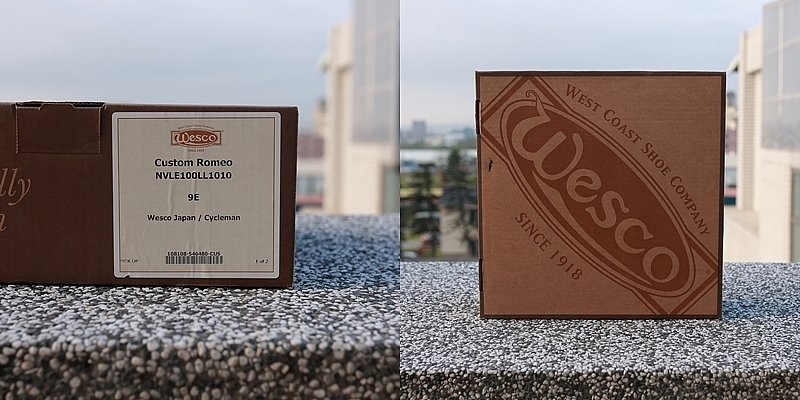 lly
n
Wesco
Custom Romeo
NVLE100LL1010
9E
Wesco Japan / Cycleman
108108-S46480-CUS
1 of 2
WEST COAST SHOE COMPANY
Wesco
SINCE 1918